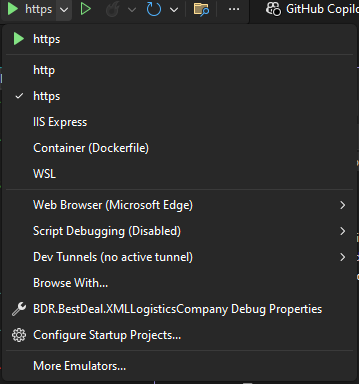 https
GitHub Copilo
https
http
https
IIS Express
Container (Dockerfile)
WSL
Web Browser (Microsoft Edge)
Script Debugging (Disabled)
Dev Tunnels (no active tunnel)
Browse With...
BDR.BestDeal.XMLLogisticsCompany Debug Properties
Configure Startup Projects...
More Emulators...